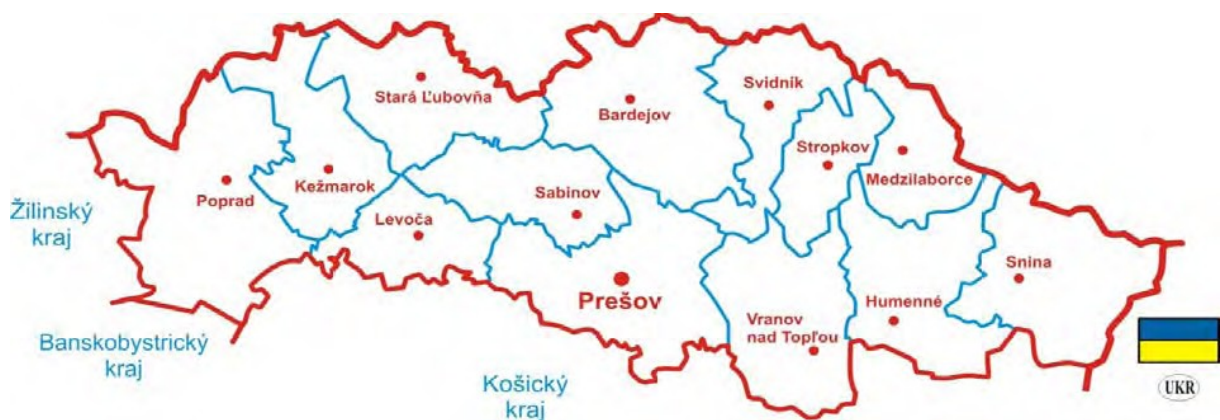 Stará Ľubovňa
Svidník
Bardejov
Stropkov
Medzilaborce
Poprad
Kežmarok
Sabinov
Levoča
Žilinský
kraj
Snina
Prešov
Humenné
Vranov
nad Topľou
Banskobystrický
kraj
Košický
kraj
UKR